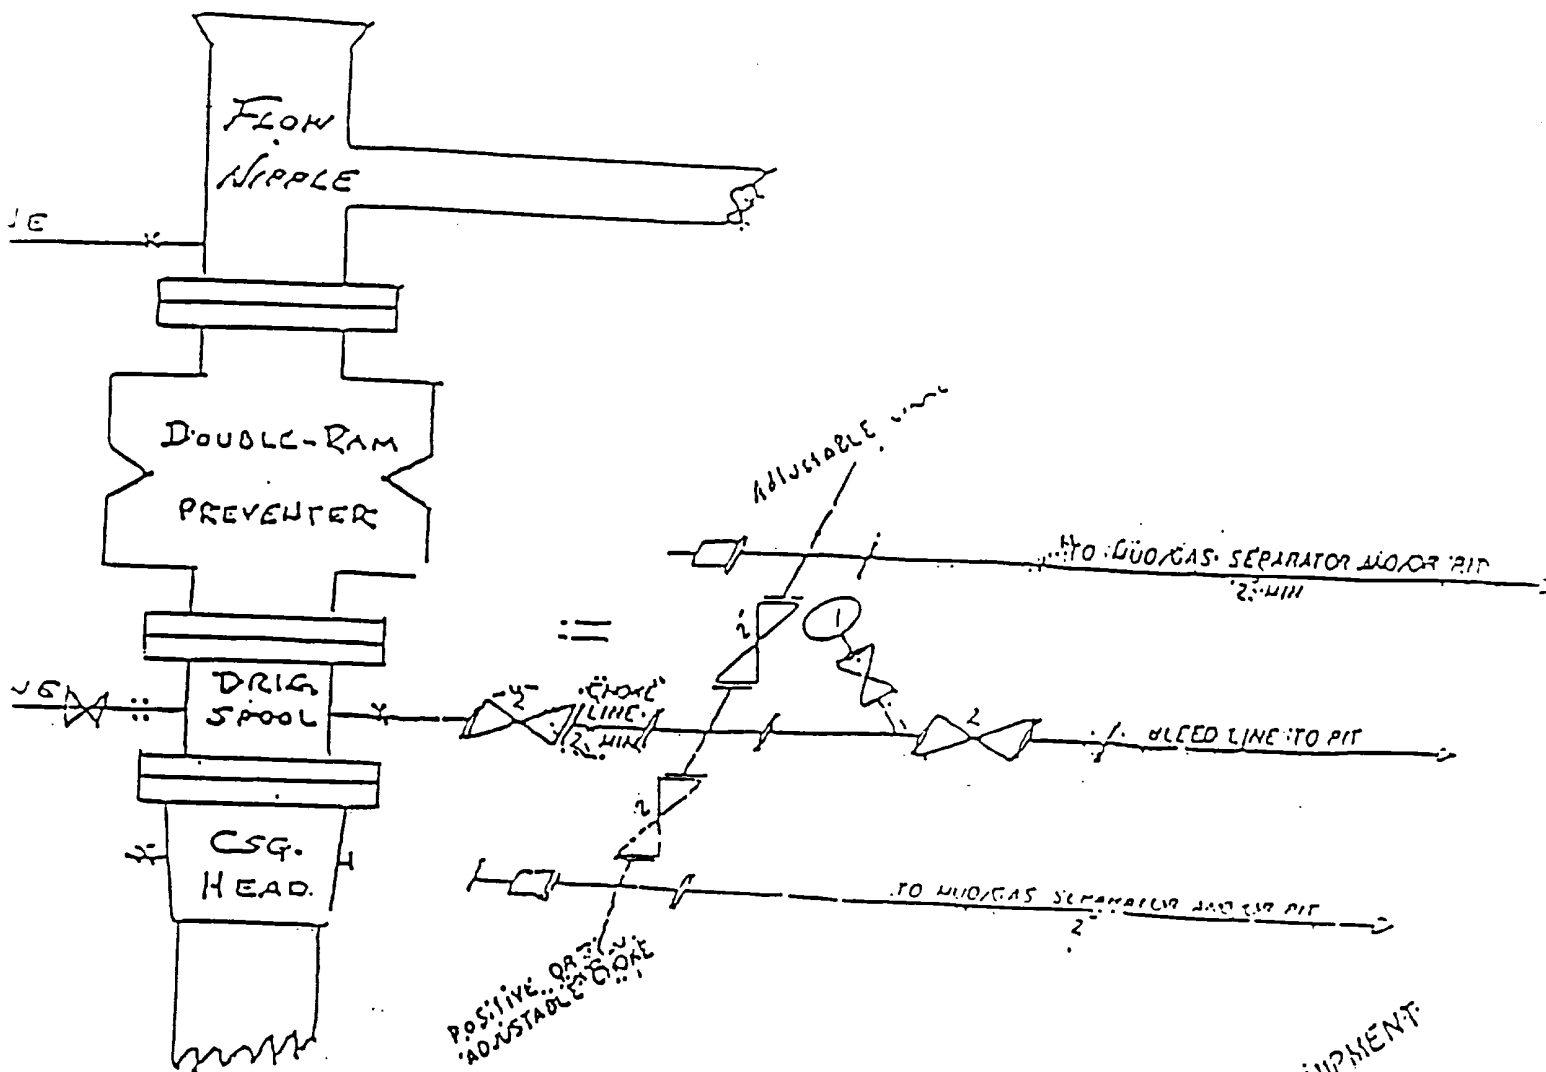 FLOW
NIPPLE
DOUBLE-RAM
PREVENTER
ADJUSTABLE
TO MUD/GAS SEPARATOR AND/OR PIT
2" MIN
2"
1
DRLG
SPOOL
2"
"CHOKE"
LINE
2" MIN
2
BLEED LINE TO PIT
2
CSG.
HEAD.
TO MUD/GAS SEPARATOR AND/OR PIT
2"
POSITIVE OR
ADJUSTABLE CHOKE